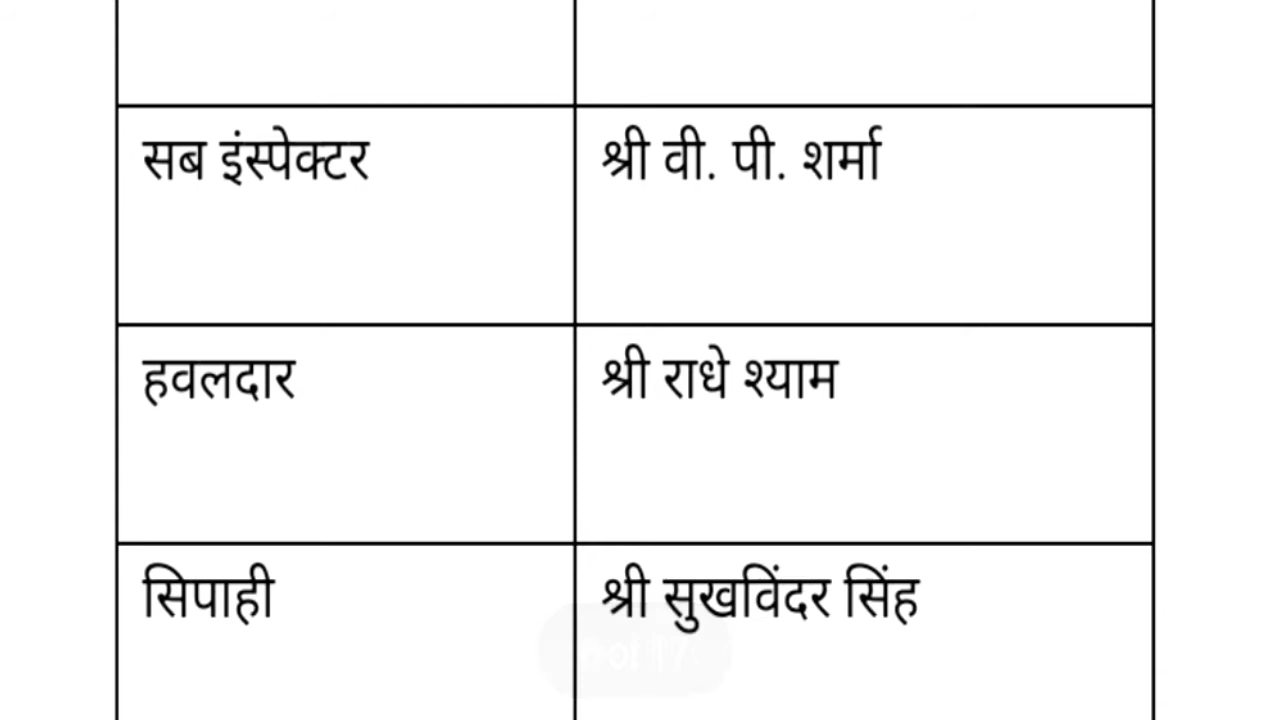 सब इंस्पेक्टर श्री वी. पी. शर्मा
हवलदार श्री राधे श्याम
सिपाही श्री सुखविंदर सिंह